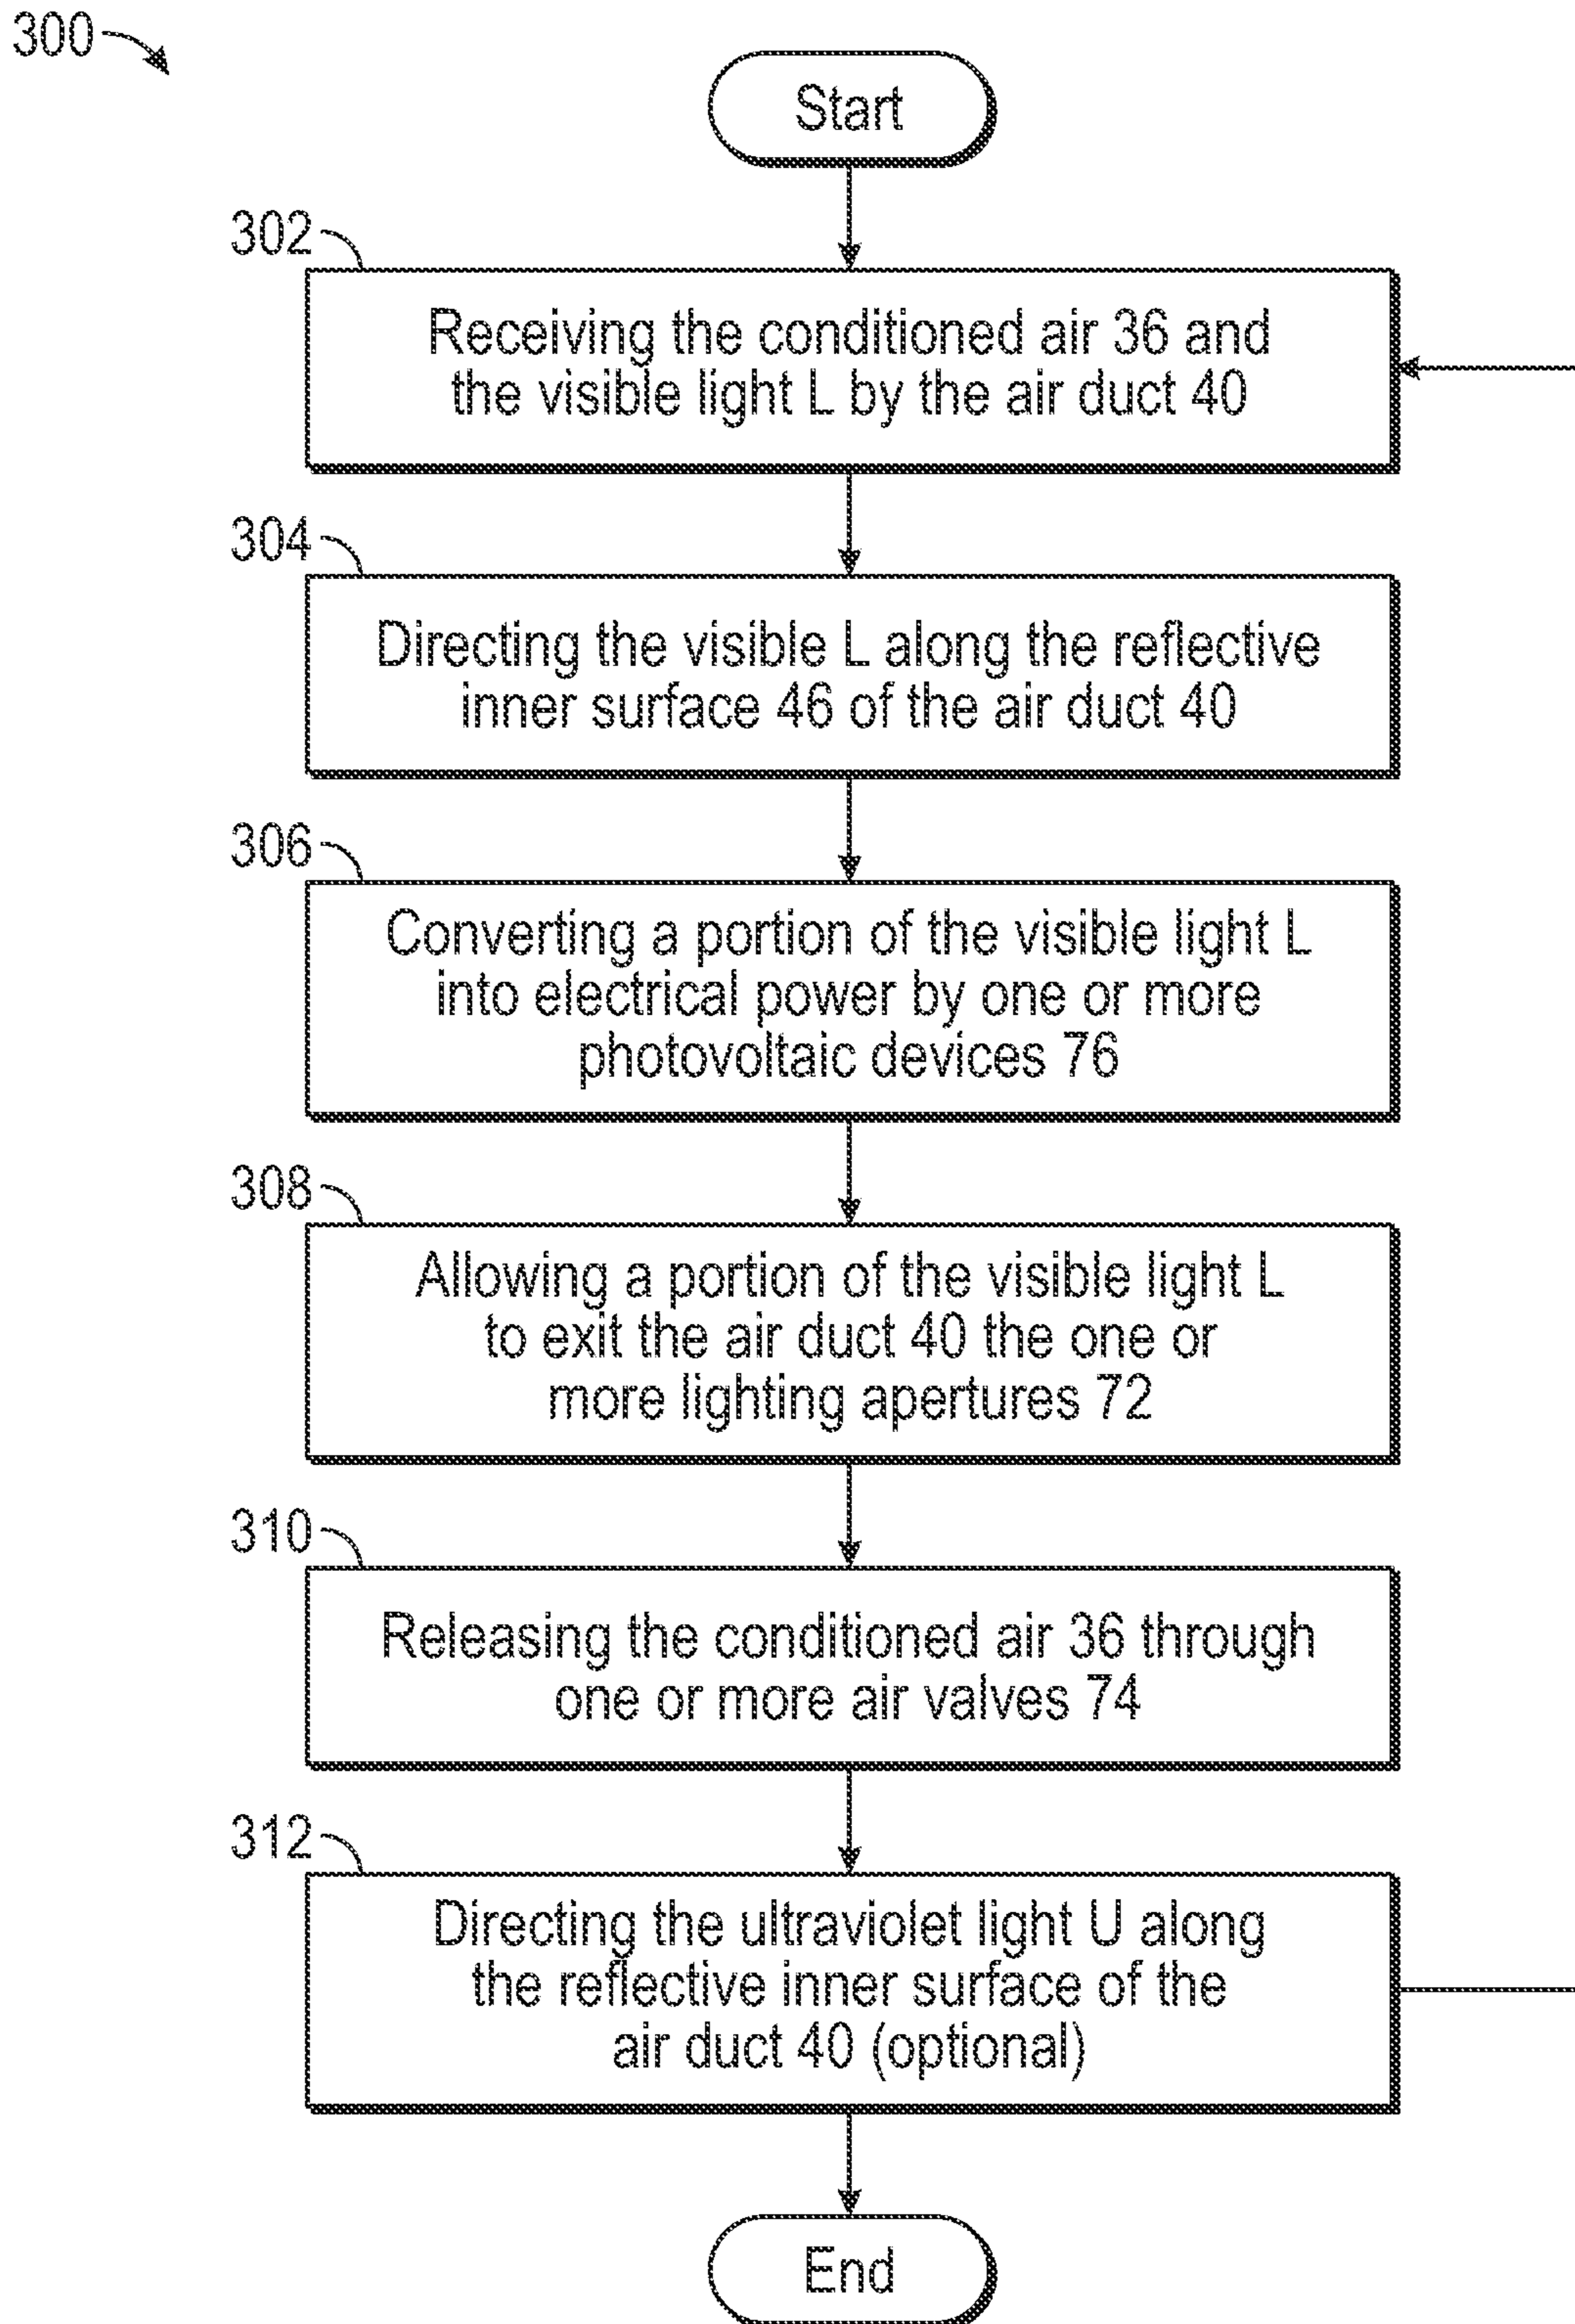 300
Start
302
Receiving the conditioned air 36 and
the visible light L by the air duct 40
304
Directing the visible L along the reflective
inner surface 46 of the air duct 40
306
Converting a portion of the visible light L
into electrical power by one or more
photovoltaic devices 76
308
Allowing a portion of the visible light L
to exit the air duct 40 the one or
more lighting apertures 72
310
Releasing the conditioned air 36 through
one or more air valves 74
312
Directing the ultraviolet light U along
the reflective inner surface of the
air duct 40 (optional)
End